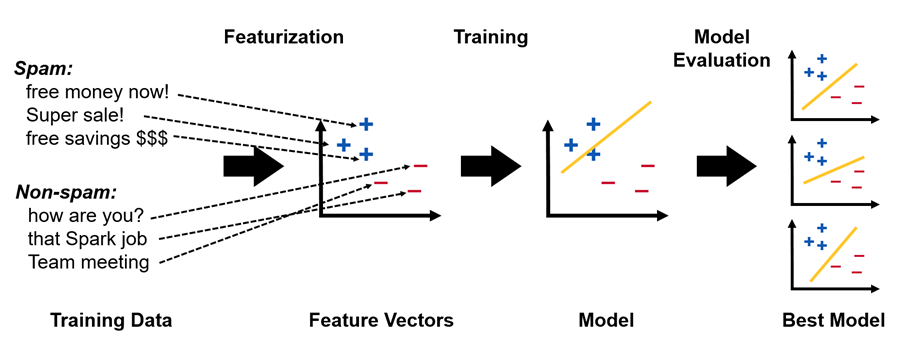 Featurization
Training
Model
Evaluation
Spam:
free money now!
Super sale!
free savings $$$
Non-spam:
how are you?
that Spark job
Team meeting
Training Data
Feature Vectors
Model
Best Model